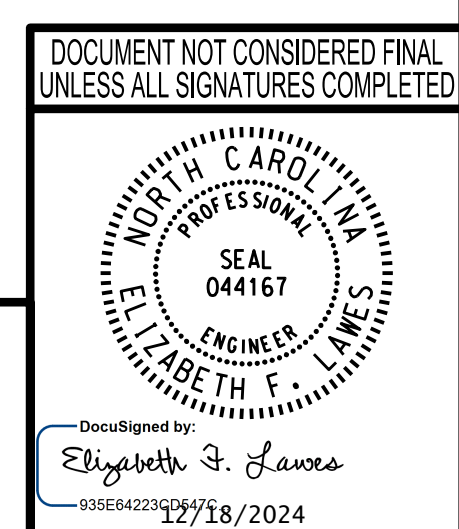 DOCUMENT NOT CONSIDERED FINAL
UNLESS ALL SIGNATURES COMPLETED
NORTH CAROLINA
PROFESSIONAL
SEAL
044167
ENGINEER
ELIZABETH F. LAWES
DocuSigned by:
Elizabeth F. Lawes
935E64223CD547C...
12/18/2024